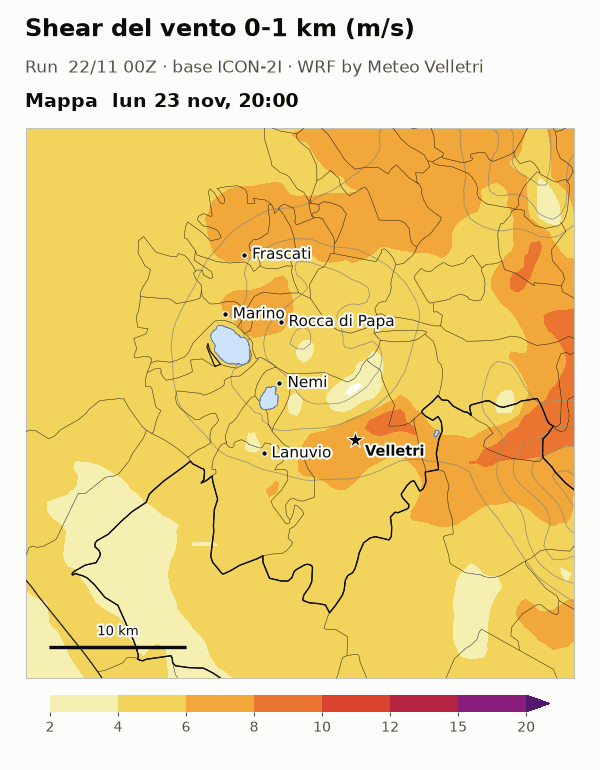 Shear del vento 0-1 km (m/s)
Run 22/11 00Z · base ICON-2I · WRF by Meteo Velletri
Mappa lun 23 nov, 20:00
Frascati
Marino
Rocca di Papa
Nemi
Velletri
Lanuvio
10 km
2 4 6 8 10 12 15 20